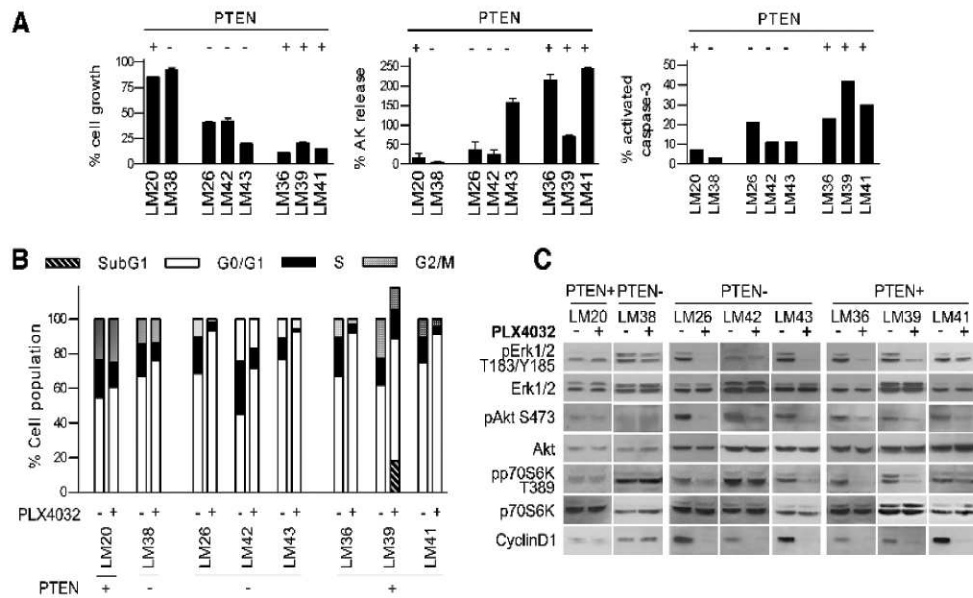 A
PTEN
+ - - - - + + +
% cell growth
100
75
50
25
0
LM20 LM38 LM26 LM42 LM43 LM36 LM39 LM41
PTEN
+ - - - - + + +
% AK release
250
200
150
100
50
0
LM20 LM38 LM26 LM42 LM43 LM36 LM39 LM41
PTEN
+ - - - - + + +
% activated
caspase-3
50
40
30
20
10
0
LM20 LM38 LM26 LM42 LM43 LM36 LM39 LM41
B
SubG1 G0/G1 S G2/M
% Cell population
100
80
60
40
20
0
PLX4032 - + - + - + - + - + - + - + - +
LM20 LM38 LM26 LM42 LM43 LM36 LM39 LM41
PTEN + - - +
C
PTEN+ PTEN- PTEN- PTEN+
LM20 LM38 LM26 LM42 LM43 LM36 LM39 LM41
PLX4032 - + - + - + - + - + - + - + - +
pErk1/2
T183/Y185
Erk1/2
pAkt S473
Akt
pp70S6K
T389
p70S6K
CyclinD1